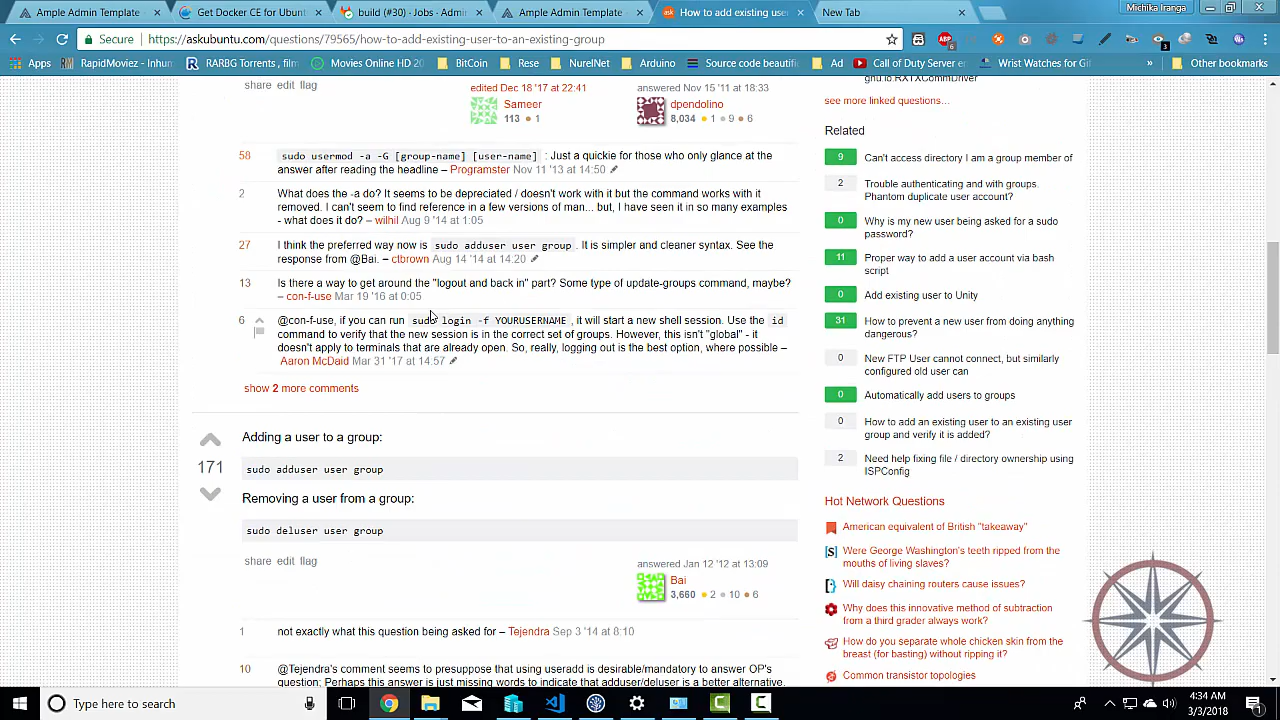 Ample Admin Template
Get Docker CE for Ubun
build (#30) - Jobs - Admi
Ample Admin Template
How to add existing use
New Tab
Michika Iranga
Secure
https://askubuntu.com/questions/79565/how-to-add-existing-user-to-an-existing-group
Apps
RapidMoviez - Inhum
RARBG Torrents , film
Movies Online HD 20
BitCoin
Rese
NurelNet
Arduino
Source code beautifi
Ad
Call of Duty Server en
Wrist Watches for Gi
Other bookmarks
share edit flag
edited Dec 18 '17 at 22:41
Sameer
113 1
answered Nov 15 '11 at 18:33
dpendolino
8,034 1 9 6
58 sudo usermod -a -G [group-name] [user-name] : Just a quickie for those who only glance at the
answer after reading the headline – Programster Nov 11 '13 at 14:50
2 What does the -a do? It seems to be depreciated / doesn't work with it but the command works with it
removed. I can't seem to find reference in a few versions of man... but, I have seen it in so many examples
- what does it do? – wilhil Aug 9 '14 at 1:05
27 I think the preferred way now is sudo adduser user group . It is simpler and cleaner syntax. See the
response from @Bai. – ctbrown Aug 14 '14 at 14:20
13 Is there a way to get around the "logout and back in" part? Some type of update-groups command, maybe?
– con-f-use Mar 19 '16 at 0:05
6 @con-f-use, if you can run sudo login -f YOURUSERNAME , it will start a new shell session. Use the id
command to verify that the new session is in the correct set of groups. However, this isn't "global" - it
doesn't apply to terminals that are already open. So, really, logging out is the best option, where possible –
Aaron McDaid Mar 31 '17 at 14:57
show 2 more comments
Adding a user to a group:
171
sudo adduser user group
Removing a user from a group:
sudo deluser user group
share edit flag
answered Jan 12 '12 at 13:09
Bai
3,660 2 10 6
1 not exactly what this question being asked for – Tajendra Sep 3 '14 at 6:10
10 @Tejendra's comment seems to presuppose that using useradd is desirable/mandatory to answer OP's
question; Perhaps this answer is just missing words to indicate that adduser/deluser is a better alternative.
gnu.io.RXTXCommDriver
see more linked questions…
Related
9 Can't access directory I am a group member of
2 Trouble authenticating and with groups.
Phantom duplicate user account?
0 Why is my new user being asked for a sudo
password?
11 Proper way to add a user account via bash
script
0 Add existing user to Unity
31 How to prevent a new user from doing anything
dangerous?
0 New FTP User cannot connect, but similarly
configured old user can
0 Automatically add users to groups
0 How to add an existing user to an existing user
group and verify it is added?
2 Need help fixing file / directory ownership using
ISPConfig
Hot Network Questions
American equivalent of British "takeaway"
Were George Washington's teeth ripped from the
mouths of living slaves?
Will daisy chaining routers cause issues?
Why does this innovative method of subtraction
from a third grader always work?
How do you separate whole chicken skin from the
breast (for basting) without ripping it?
Common transistor topologies
Type here to search
4:34 AM
3/3/2018